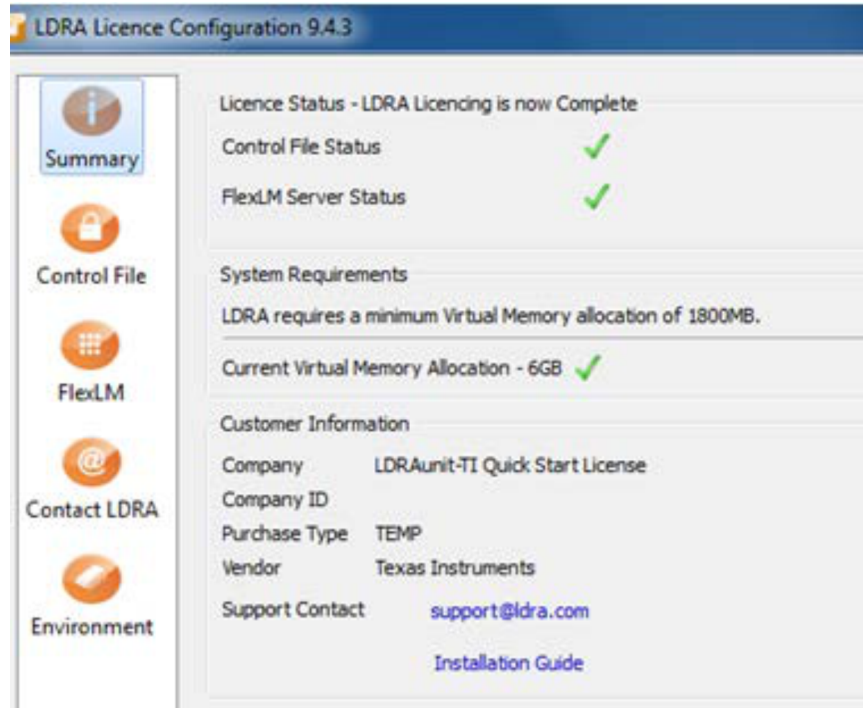 LDRA Licence Configuration 9.4.3
Summary
Control File
FlexLM
Contact LDRA
Environment
Licence Status - LDRA Licencing is now Complete
Control File Status
FlexLM Server Status
System Requirements
LDRA requires a minimum Virtual Memory allocation of 1800MB.
Current Virtual Memory Allocation - 6GB
Customer Information
Company LDRAunit-TI Quick Start License
Company ID
Purchase Type TEMP
Vendor Texas Instruments
Support Contact support@ldra.com
Installation Guide